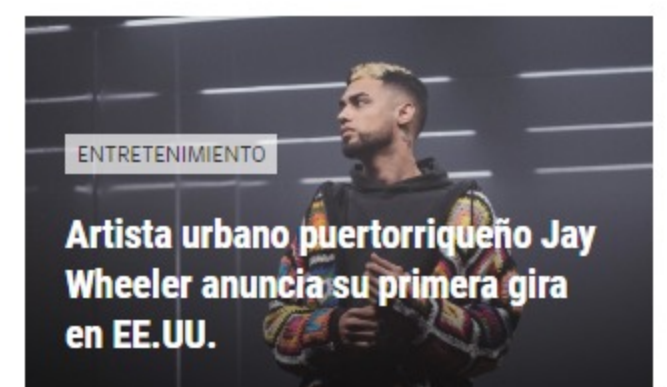 ENTRETENIMIENTO
Artista urbano puertorriqueño Jay
Wheeler anuncia su primera gira
en EE.UU.